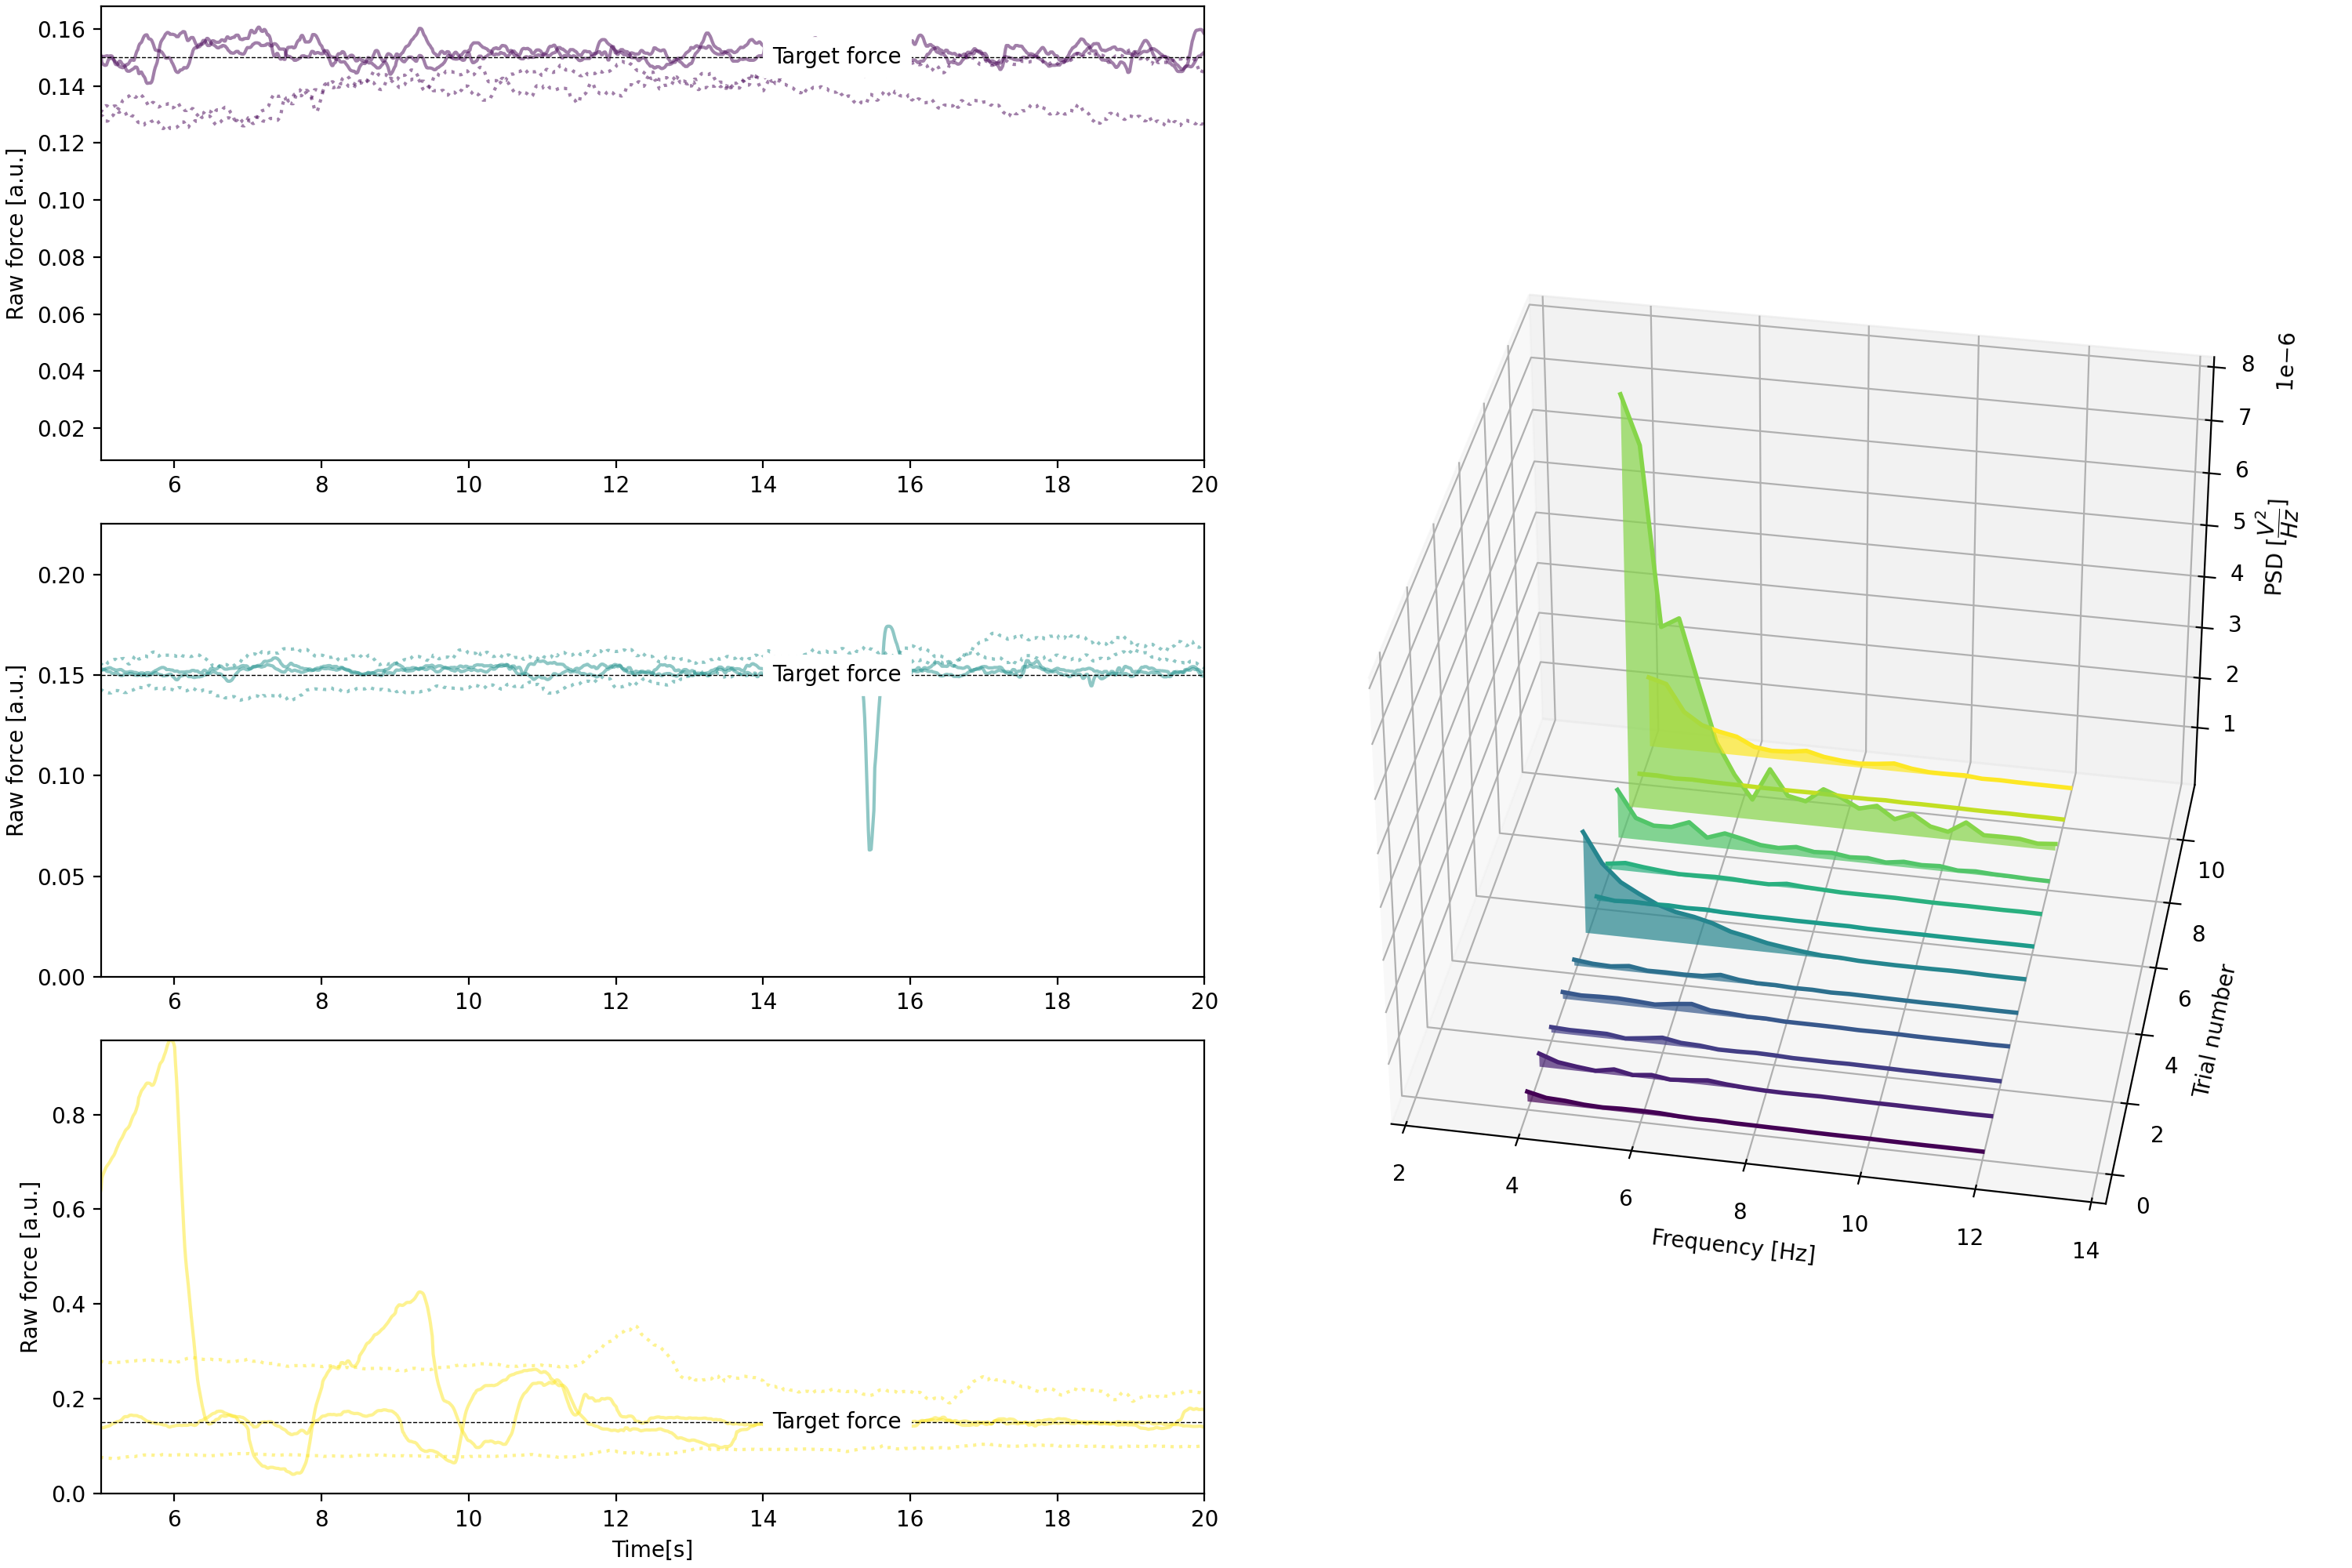 0.16
0.14
0.12
0.10
0.08
0.06
0.04
0.02
Raw force [a.u.]
Target force
6 8 10 12 14 16 18 20
0.20
0.15
0.10
0.05
0.00
Raw force [a.u.]
Target force
6 8 10 12 14 16 18 20
0.8
0.6
0.4
0.2
0.0
Raw force [a.u.]
Target force
6 8 10 12 14 16 18 20
Time[s]
1e−6
8
7
6
5
4
3
2
1
PSD [V²/Hz]
10
8
6
4
2
0
Trial number
2 4 6 8 10 12 14
Frequency [Hz]